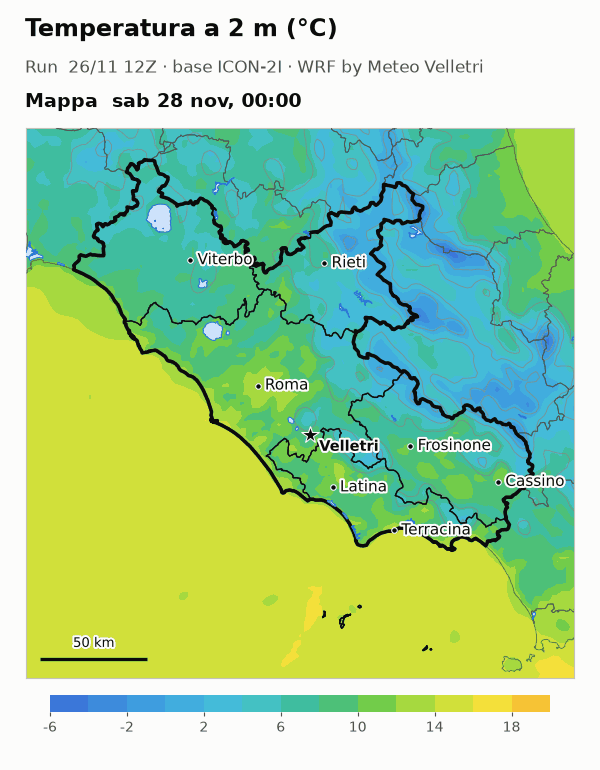 Temperatura a 2 m (°C)
Run  26/11 12Z · base ICON-2I · WRF by Meteo Velletri
Mappa  sab 28 nov, 00:00
Viterbo
Rieti
Roma
Velletri
Frosinone
Cassino
Latina
Terracina
50 km
-6 -2 2 6 10 14 18